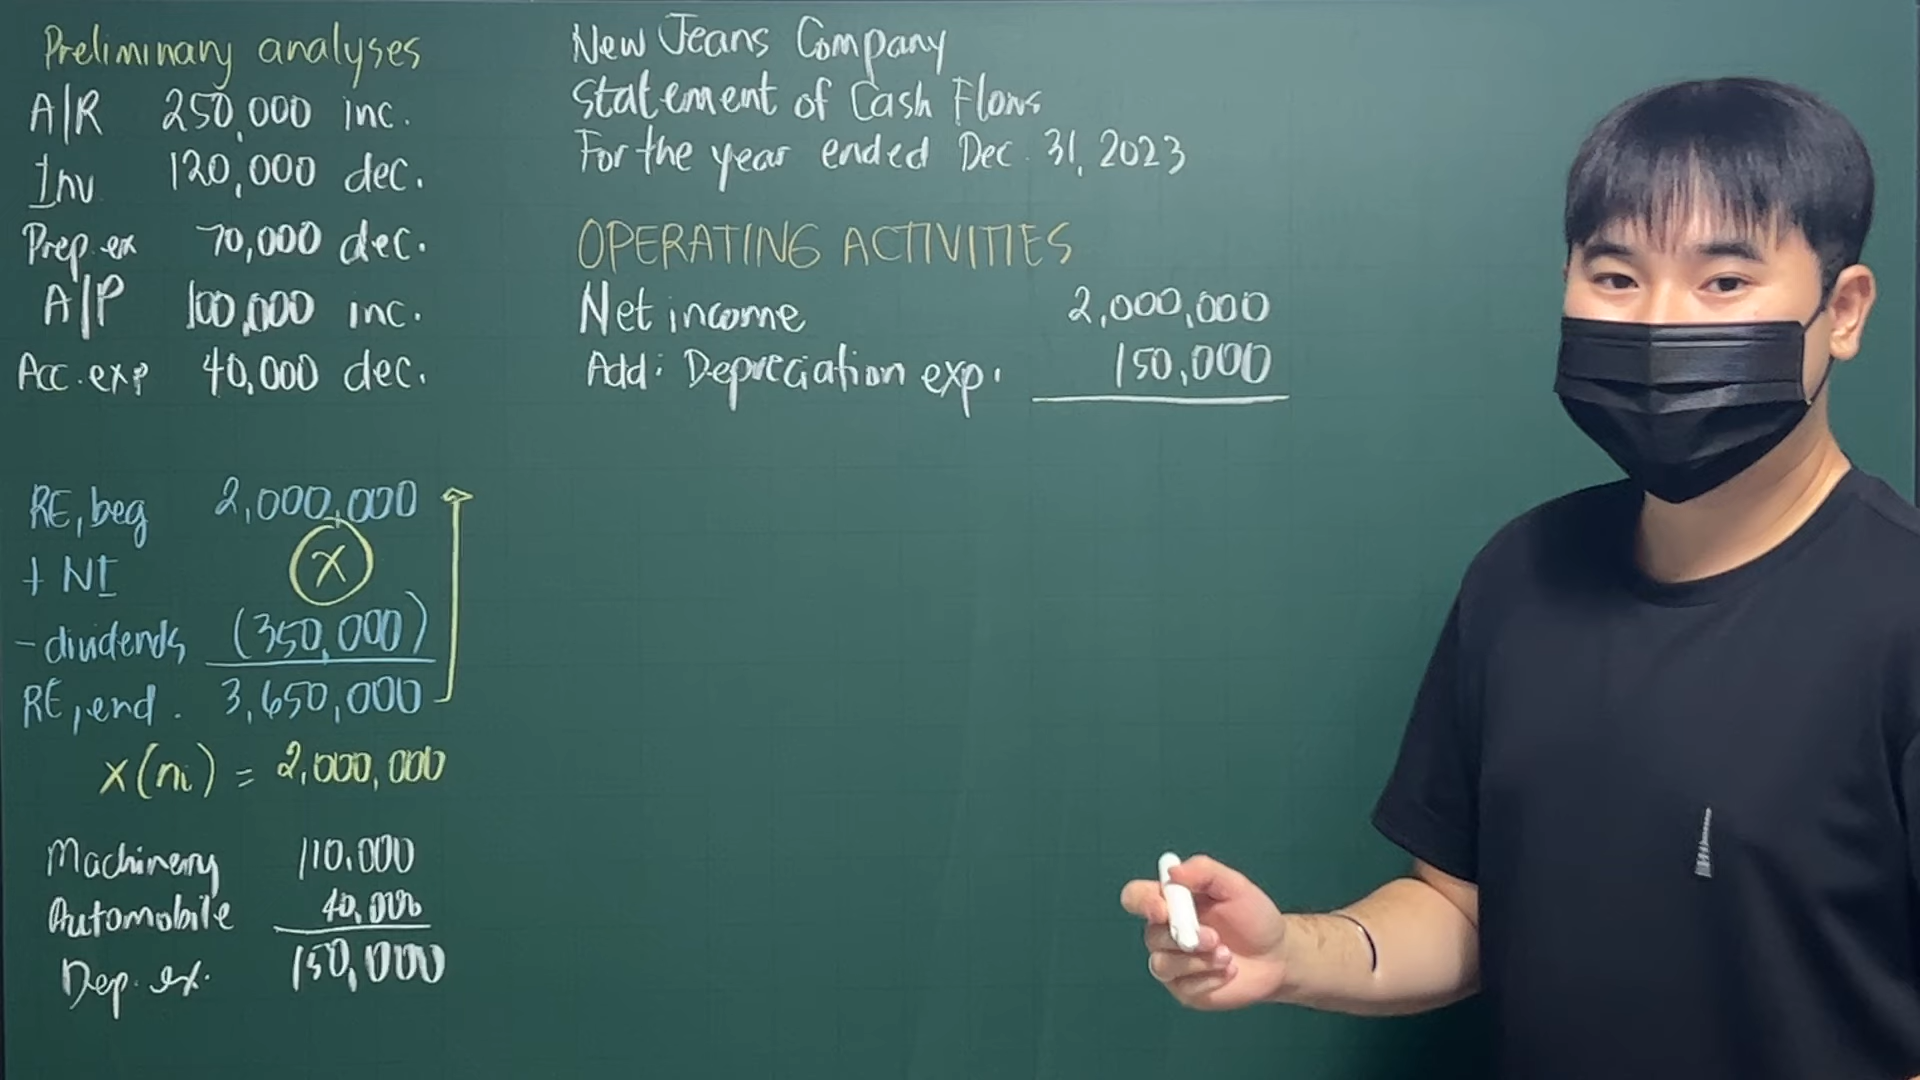 Preliminary analyses
A/R 250,000 inc.
Inv 120,000 dec.
Prep. ex 70,000 dec.
A/P 100,000 inc.
Acc. exp 40,000 dec.
RE, beg 2,000,000
+ NI X
- dividends (350,000)
RE, end. 3,650,000
X (ni) = 2,000,000
Machinery 110,000
Automobile 40,000
Dep. ex. 150,000
New Jeans Company
Statement of Cash Flows
For the year ended Dec. 31, 2023
OPERATING ACTIVITIES
Net income 2,000,000
Add: Depreciation exp. 150,000